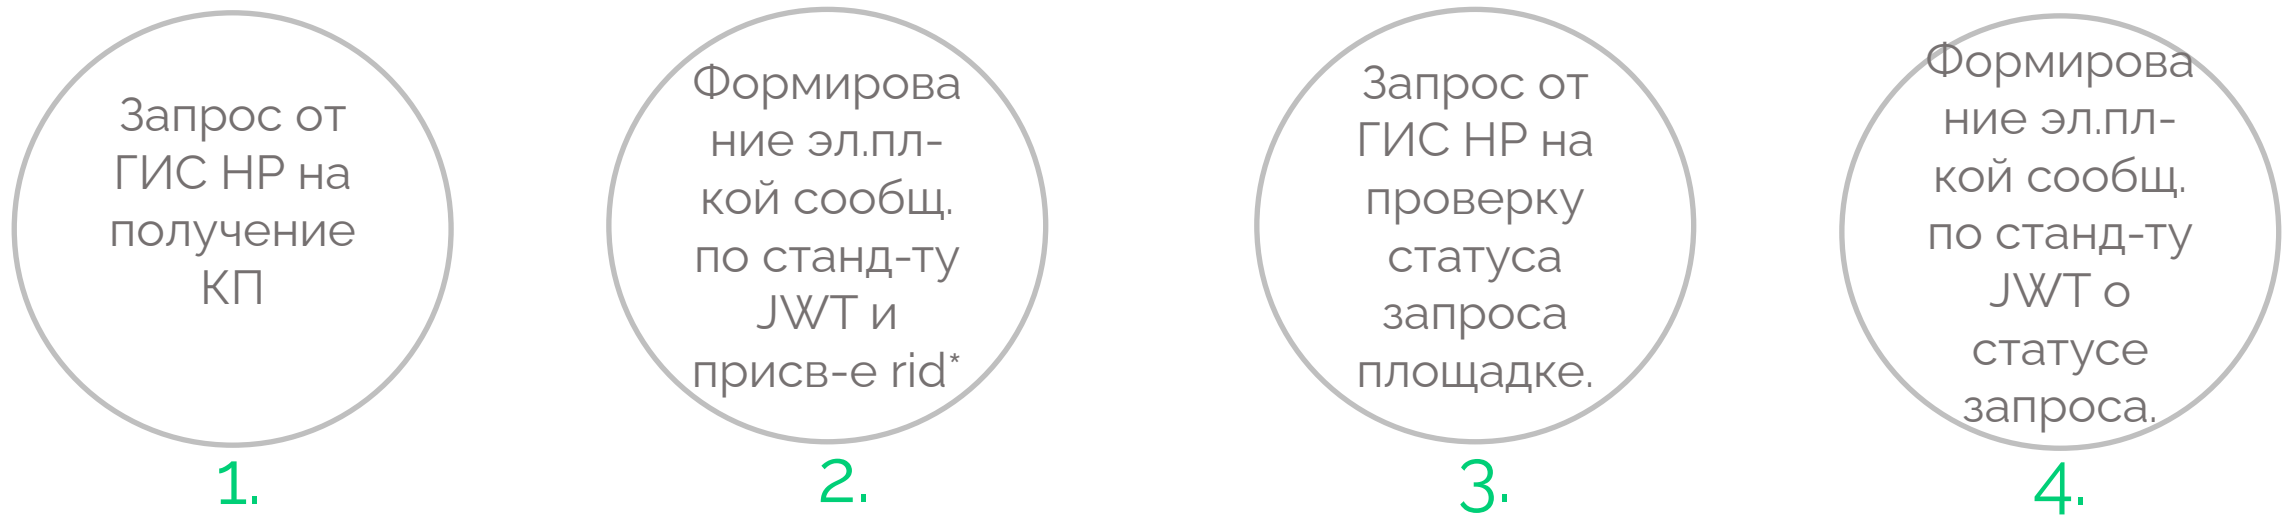 Запрос от
ГИС НР на
получение
КП
1.
Формирова
ние эл.пл-
кой сообщ.
по станд-ту
JWT и
присв-е rid*
2.
Запрос от
ГИС НР на
проверку
статуса
запроса
площадке.
3.
Формирова
ние эл.пл-
кой сообщ.
по станд-ту
JWT о
статусе
запроса.
4.